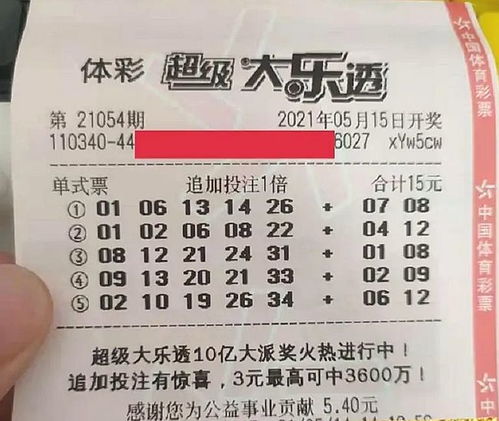 体彩 超级大乐透
第 21054期 2021年05月15日开奖
110340-44 6027 xYw5cw
单式票 追加投注1倍 合计15元
① 01 06 13 14 26 + 07 08
② 01 02 06 08 22 + 04 12
③ 08 12 21 24 31 + 01 08
④ 09 13 20 21 33 + 02 09
⑤ 02 10 19 26 34 + 06 12
超级大乐透10亿大派奖火热进行中！
追加投注有惊喜，3元最高可中3600万！
感谢您为公益事业贡献 5.40元
中国体育彩票
中国体育彩票